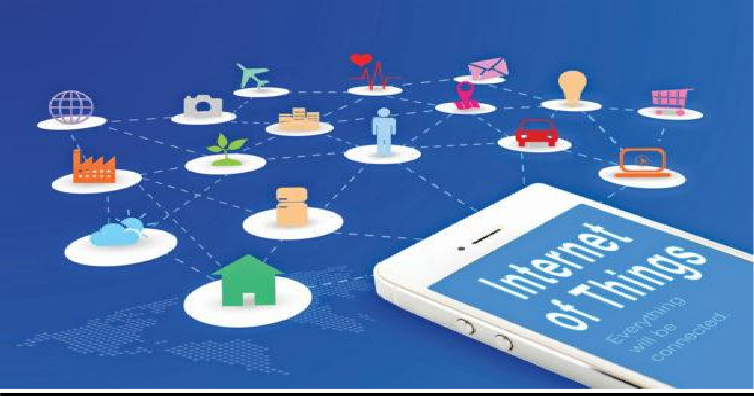 Internet
of Things
Everything
will be
connected.